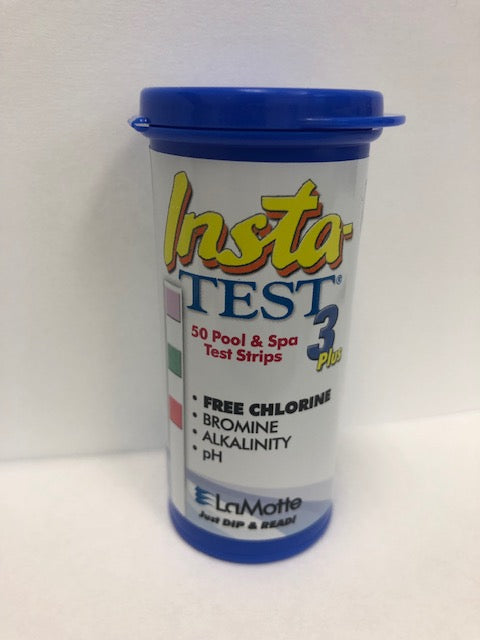 Insta-
TEST®
3
Plus
50 Pool & Spa
Test Strips
• FREE CHLORINE
• BROMINE
• ALKALINITY
• pH
LaMotte
Just DIP & READ!